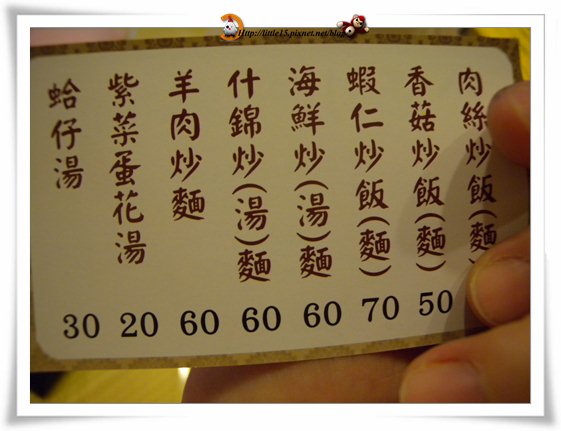 Http://little15.pixnet.net/blog
肉絲炒飯(麵)
香菇炒飯(麵) 50
蝦仁炒飯(麵) 70
海鮮炒(湯)麵 60
什錦炒(湯)麵 60
羊肉炒麵 60
紫菜蛋花湯 20
蛤仔湯 30